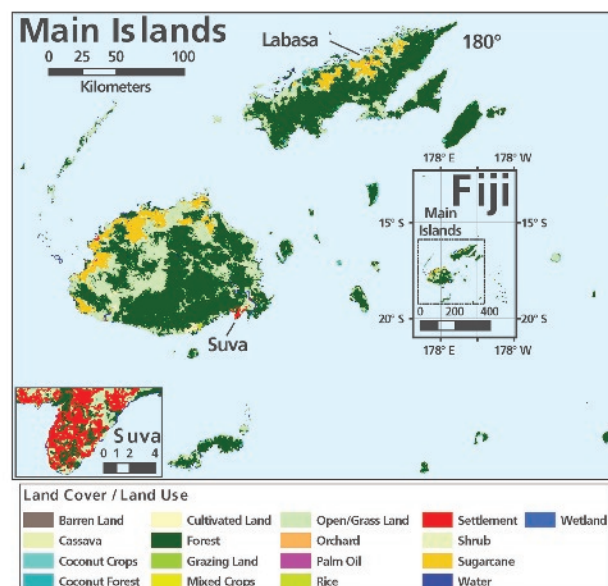 Main Islands
0 25 50 100
Kilometers
Labasa
180°
178° E 178° W
Fiji
Main
Islands
15° S
20° S
0 200 400
178° E 178° W
Suva
Suva
0 1 2 4
Land Cover / Land Use
Barren Land Cultivated Land Open/Grass Land Settlement Wetland
Cassava Forest Orchard Shrub
Coconut Crops Grazing Land Palm Oil Sugarcane
Coconut Forest Mixed Crops Rice Water